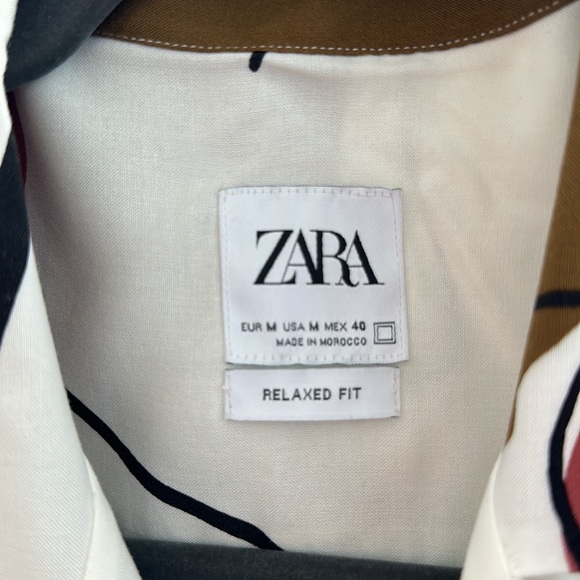 ZARA
EUR M USA M MEX 40
MADE IN MOROCCO
RELAXED FIT